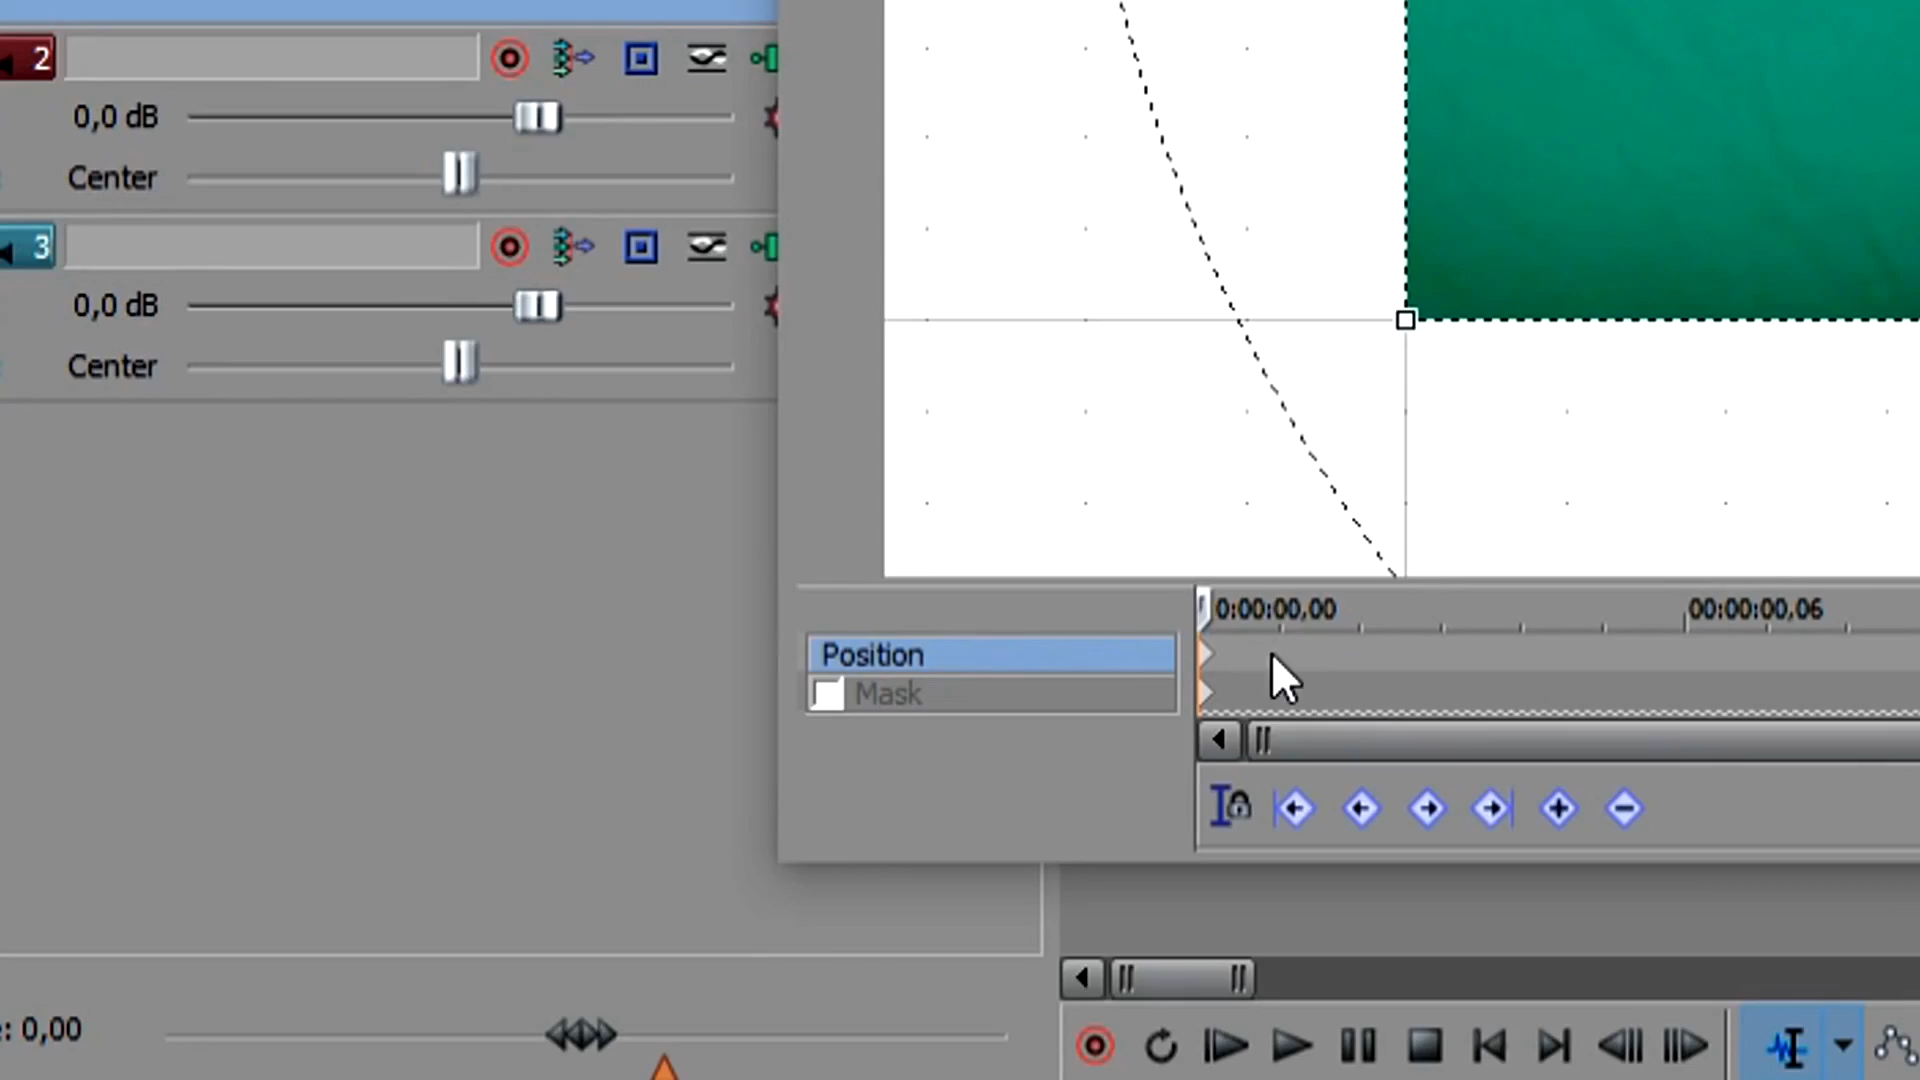 2
0,0 dB
Center
3
0,0 dB
Center
0:00:00,00
00:00:00,06
Position
Mask
: 0,00